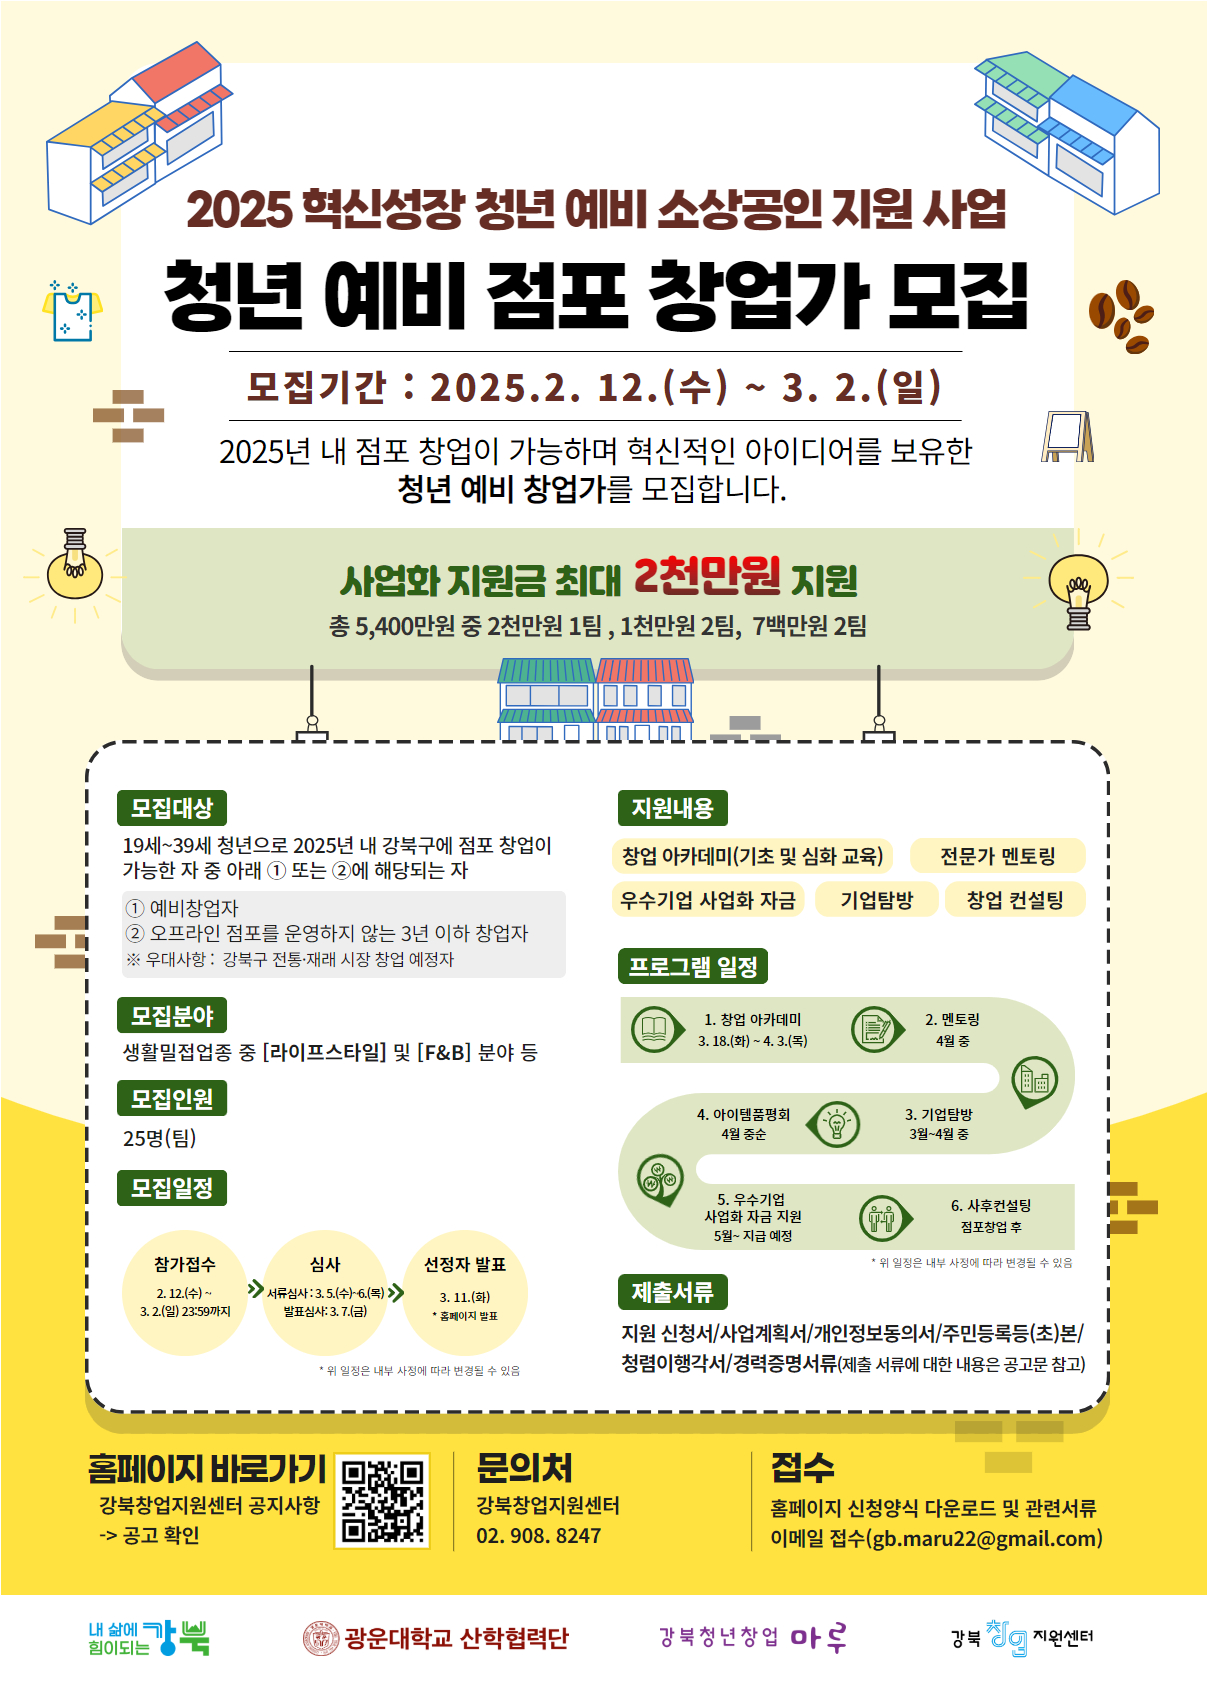 2025 혁신성장 청년 예비 소상공인 지원 사업
청년 예비 점포 창업가 모집
모집기간 : 2025.2. 12.(수) ~ 3. 2.(일)
2025년 내 점포 창업이 가능하며 혁신적인 아이디어를 보유한
청년 예비 창업가를 모집합니다.
사업화 지원금 최대 2천만원 지원
총 5,400만원 중 2천만원 1팀 , 1천만원 2팀, 7백만원 2팀
모집대상
19세~39세 청년으로 2025년 내 강북구에 점포 창업이
가능한 자 중 아래 ① 또는 ②에 해당되는 자
① 예비창업자
② 오프라인 점포를 운영하지 않는 3년 이하 창업자
※ 우대사항 : 강북구 전통·재래 시장 창업 예정자
모집분야
생활밀접업종 중 [라이프스타일] 및 [F&B] 분야 등
모집인원
25명(팀)
모집일정
참가접수
2. 12.(수) ~
3. 2.(일) 23:59까지
심사
서류심사 : 3. 5.(수)~6.(목)
발표심사: 3. 7.(금)
선정자 발표
3. 11.(화)
* 홈페이지 발표
* 위 일정은 내부 사정에 따라 변경될 수 있음
지원내용
창업 아카데미(기초 및 심화 교육)
전문가 멘토링
우수기업 사업화 자금
기업탐방
창업 컨설팅
프로그램 일정
1. 창업 아카데미
3. 18.(화) ~ 4. 3.(목)
2. 멘토링
4월 중
3. 기업탐방
3월~4월 중
4. 아이템품평회
4월 중순
5. 우수기업
사업화 자금 지원
5월~ 지급 예정
6. 사후컨설팅
점포창업 후
* 위 일정은 내부 사정에 따라 변경될 수 있음
제출서류
지원 신청서/사업계획서/개인정보동의서/주민등록등(초)본/
청렴이행각서/경력증명서류(제출 서류에 대한 내용은 공고문 참고)
홈페이지 바로가기
강북창업지원센터 공지사항
-> 공고 확인
문의처
강북창업지원센터
02. 908. 8247
접수
홈페이지 신청양식 다운로드 및 관련서류
이메일 접수(gb.maru22@gmail.com)
내 삶에
힘이되는 강북
광운대학교 산학협력단
강북청년창업 마루
강북 창업 지원센터